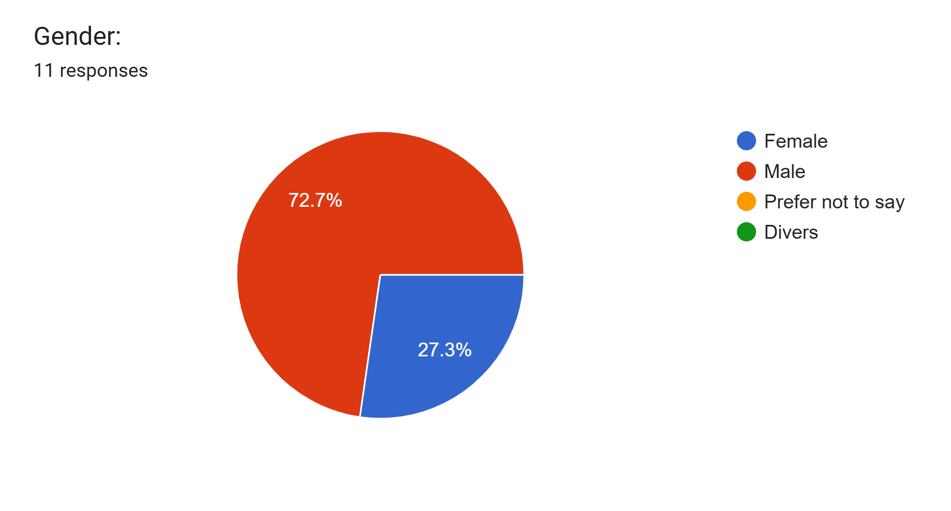 Gender:
11 responses
72.7%
27.3%
Female
Male
Prefer not to say
Divers